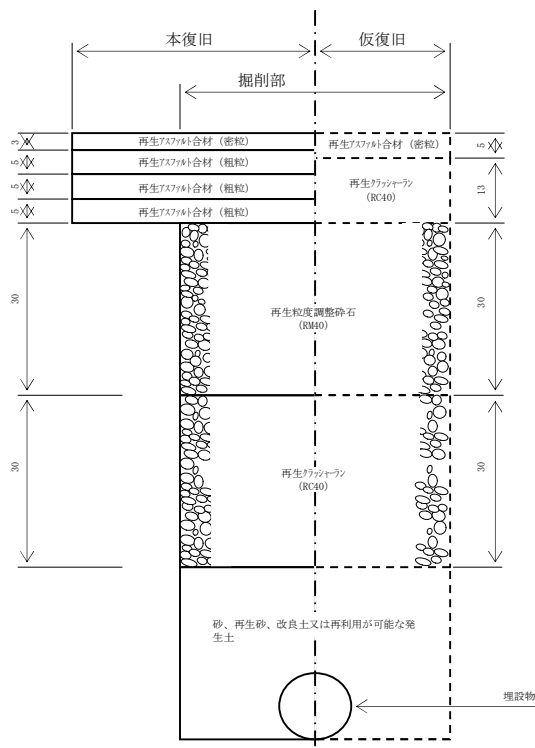 本復旧
仮復旧
掘削部
3
再生アスファルト合材（密粒）
再生アスファルト合材（密粒）
5
5
再生アスファルト合材（粗粒）
5
再生アスファルト合材（粗粒）
再生クラッシャーラン
(RC40)
13
5
再生アスファルト合材（粗粒）
30
再生粒度調整砕石
(RM40)
30
30
再生クラッシャーラン
(RC40)
30
砂、再生砂、改良土又は再利用が可能な発
生土
埋設物